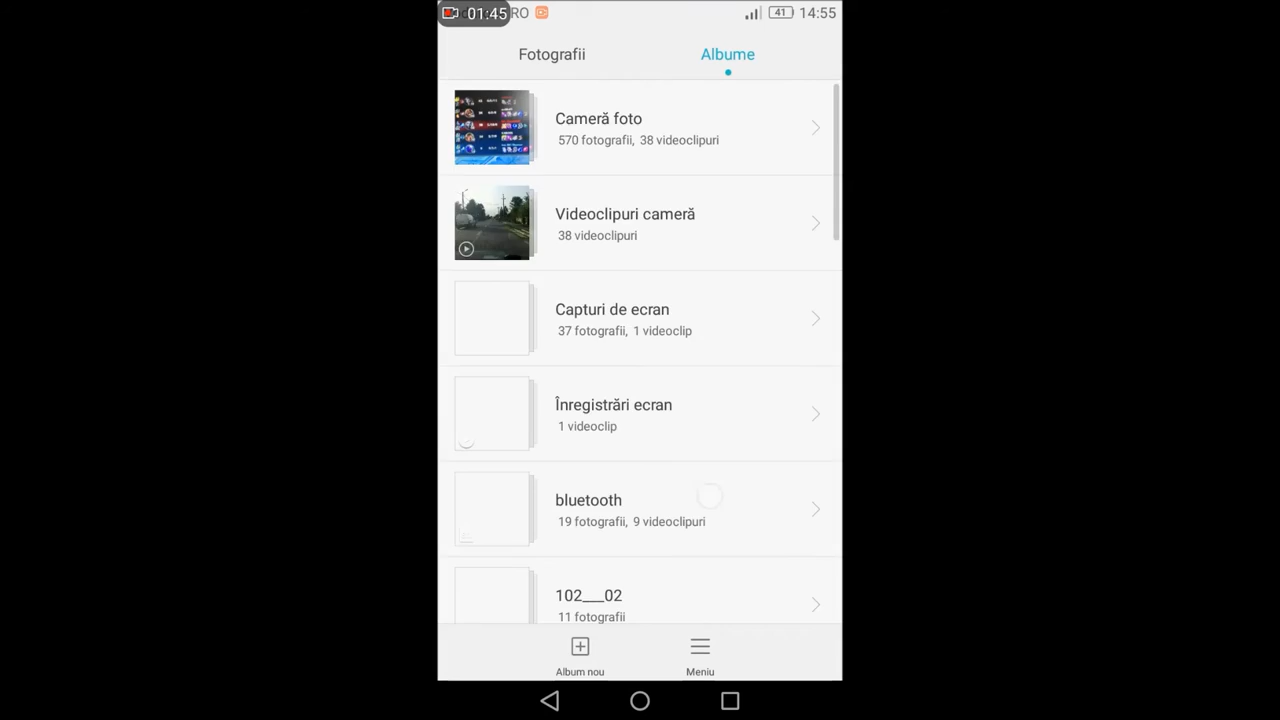 01:45 RO 41 14:55
Fotografii Albume
Cameră foto
570 fotografii, 38 videoclipuri
Videoclipuri cameră
38 videoclipuri
Capturi de ecran
37 fotografii, 1 videoclip
Înregistrări ecran
1 videoclip
bluetooth
19 fotografii, 9 videoclipuri
102___02
11 fotografii
Album nou Meniu